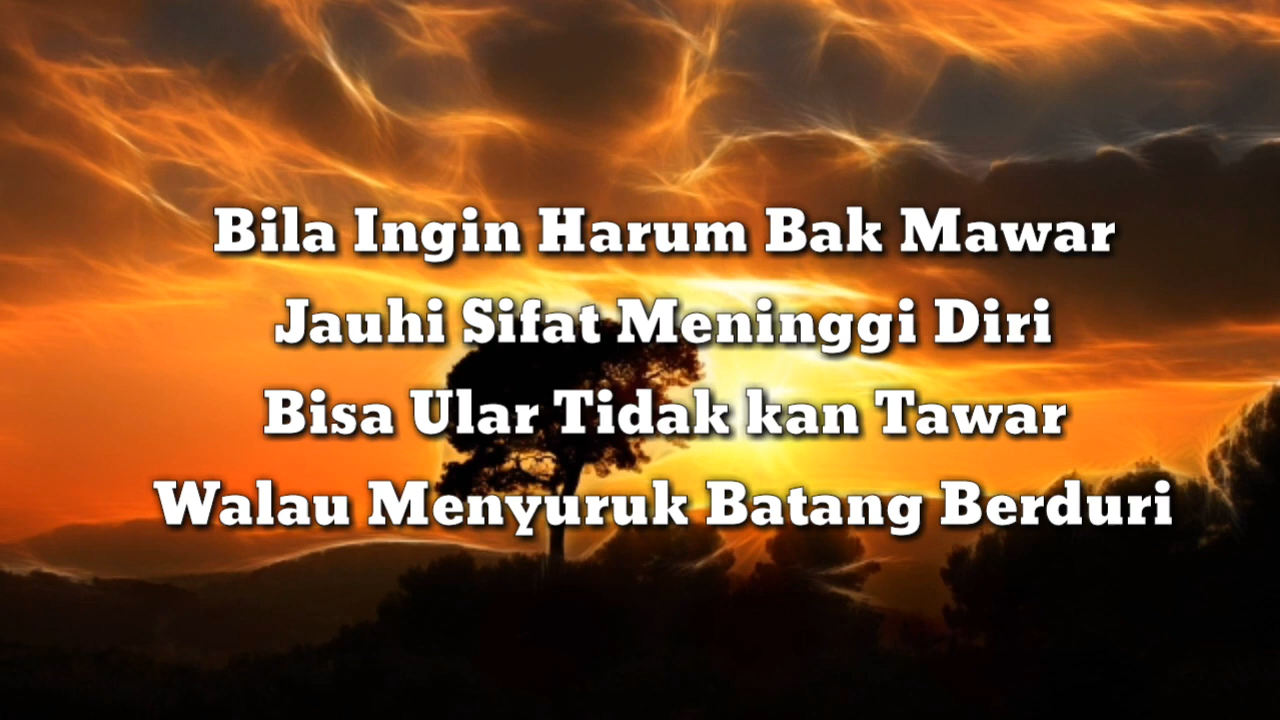 Bila Ingin Harum Bak Mawar
Jauhi Sifat Meninggi Diri
Bisa Ular Tidak kan Tawar
Walau Menyuruk Batang Berduri